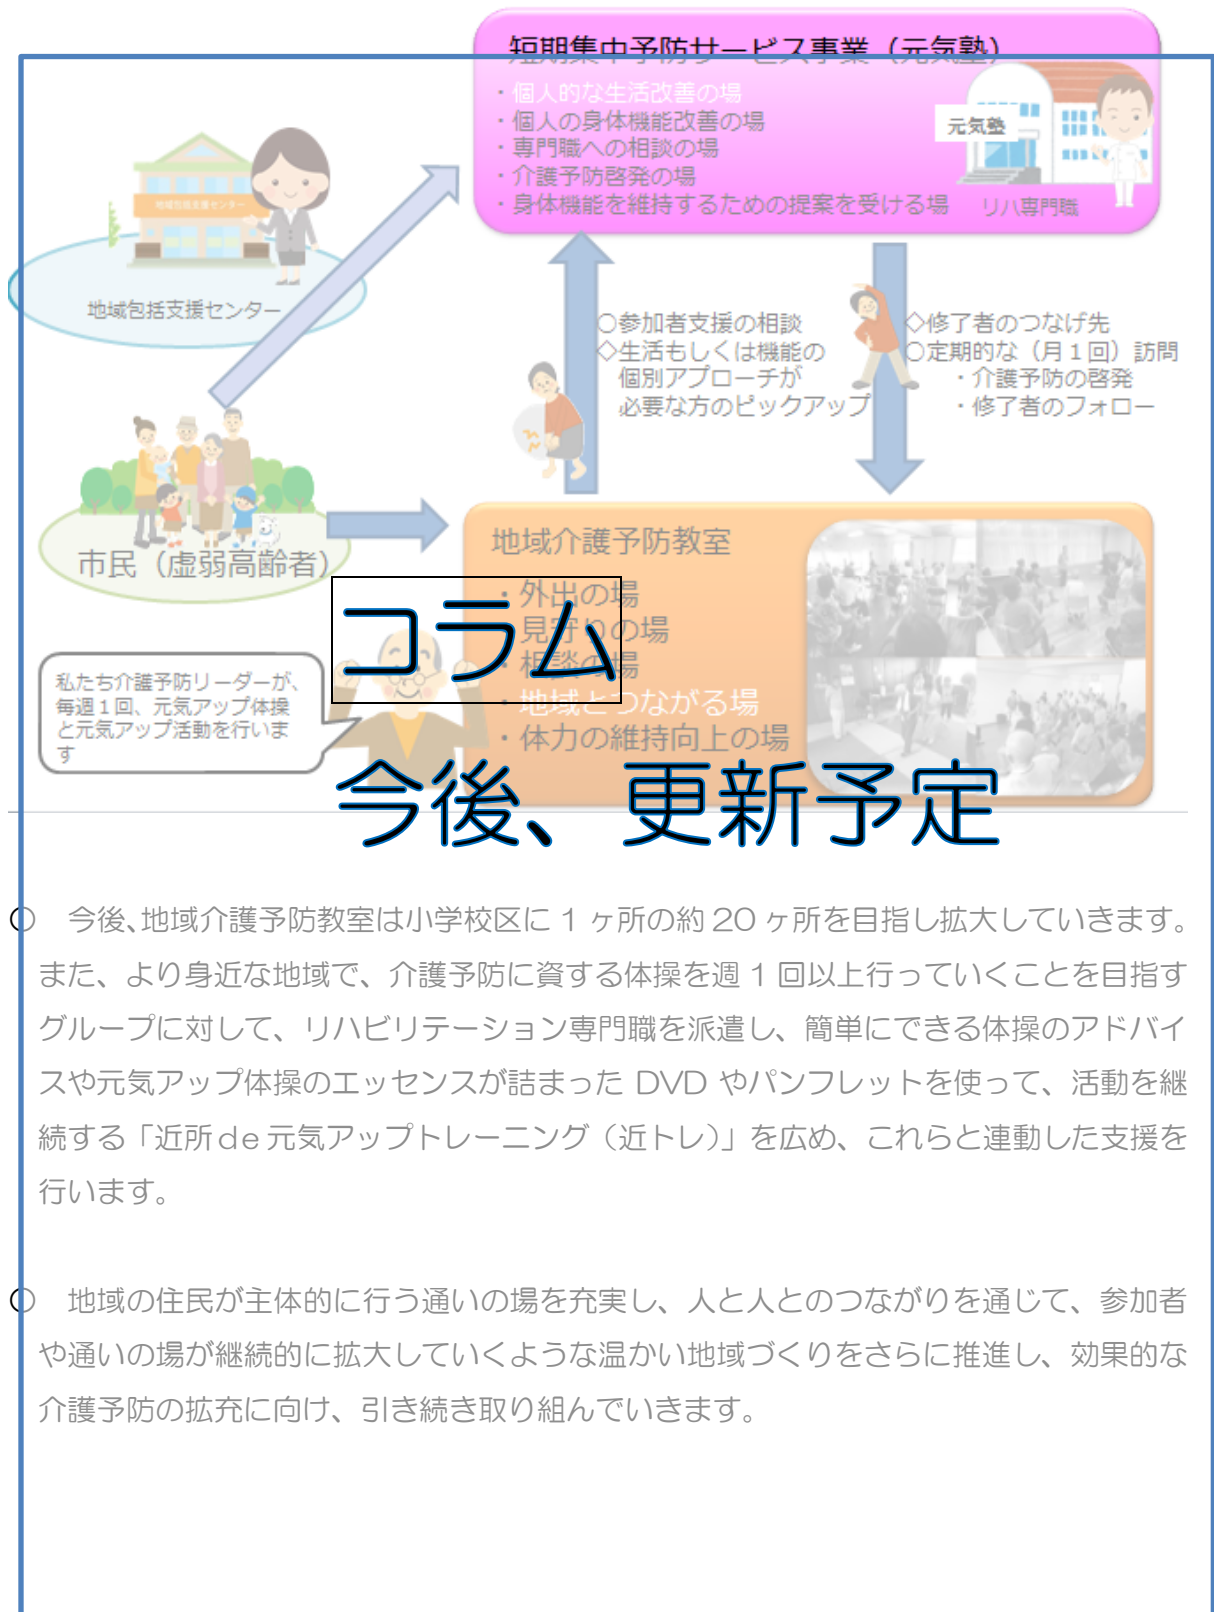 短期集中予防サービス事業（元気塾）
・個人的な生活改善の場
・個人の身体機能改善の場
・専門職への相談の場
・介護予防啓発の場
・身体機能を維持するための提案を受ける場
元気塾
リハ専門職
地域包括支援センター
地域包括支援センター
○参加者支援の相談
◇生活もしくは機能の
個別アプローチが
必要な方のピックアップ
◇修了者のつなげ先
○定期的な（月１回）訪問
・介護予防の啓発
・修了者のフォロー
市民（虚弱高齢者）
地域介護予防教室
・外出の場
・見守りの場
・相談の場
・地域とつながる場
・体力の維持向上の場
私たち介護予防リーダーが、
毎週１回、元気アップ体操
と元気アップ活動を行いま
す
コラム
今後、更新予定
○　今後、地域介護予防教室は小学校区に 1 ヶ所の約 20 ヶ所を目指し拡大していきます。
また、より身近な地域で、介護予防に資する体操を週 1 回以上行っていくことを目指す
グループに対して、リハビリテーション専門職を派遣し、簡単にできる体操のアドバイ
スや元気アップ体操のエッセンスが詰まった DVD やパンフレットを使って、活動を継
続する「近所ｄｅ元気アップトレーニング（近トレ）」を広め、これらと連動した支援を
行います。
○　地域の住民が主体的に行う通いの場を充実し、人と人とのつながりを通じて、参加者
や通いの場が継続的に拡大していくような温かい地域づくりをさらに推進し、効果的な
介護予防の拡充に向け、引き続き取り組んでいきます。